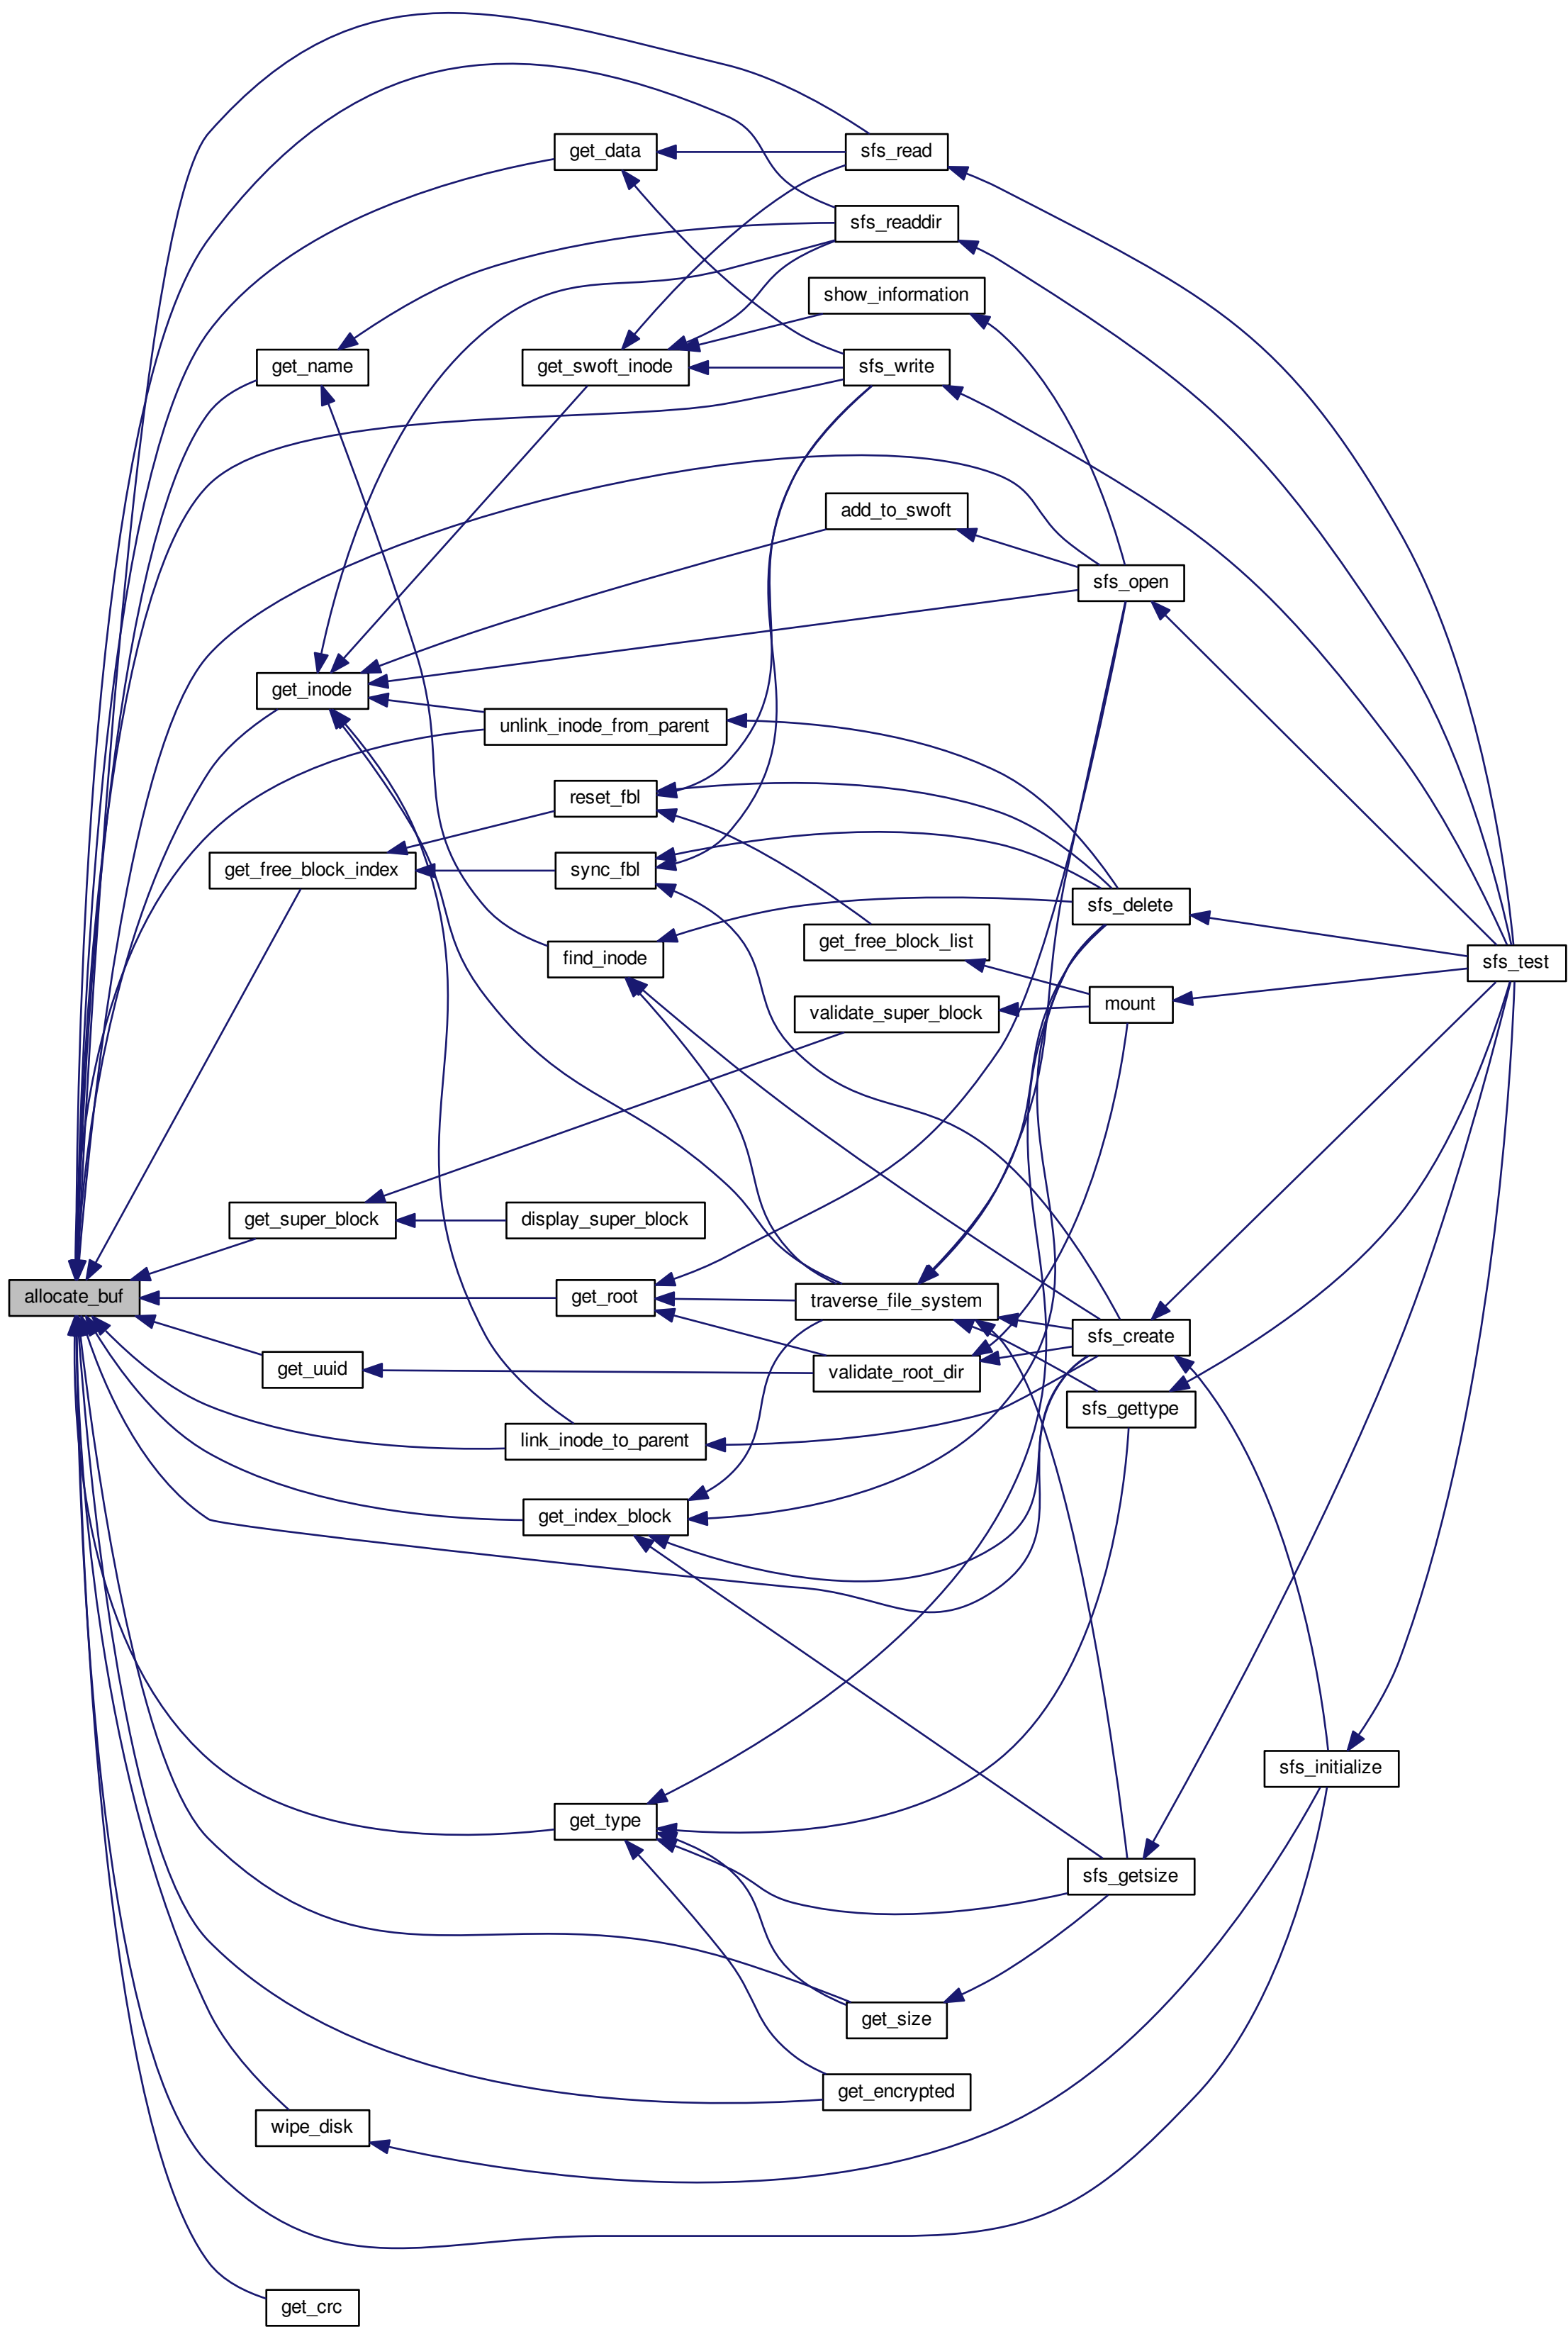 get_data
sfs_read
sfs_readdir
show_information
get_name
get_swoft_inode
sfs_write
add_to_swoft
sfs_open
get_inode
unlink_inode_from_parent
reset_fbl
get_free_block_index
sync_fbl
sfs_delete
get_free_block_list
find_inode
sfs_test
mount
validate_super_block
get_super_block
display_super_block
allocate_buf
get_root
traverse_file_system
sfs_create
get_uuid
validate_root_dir
sfs_gettype
link_inode_to_parent
get_index_block
sfs_initialize
get_type
sfs_getsize
get_size
get_encrypted
wipe_disk
get_crc